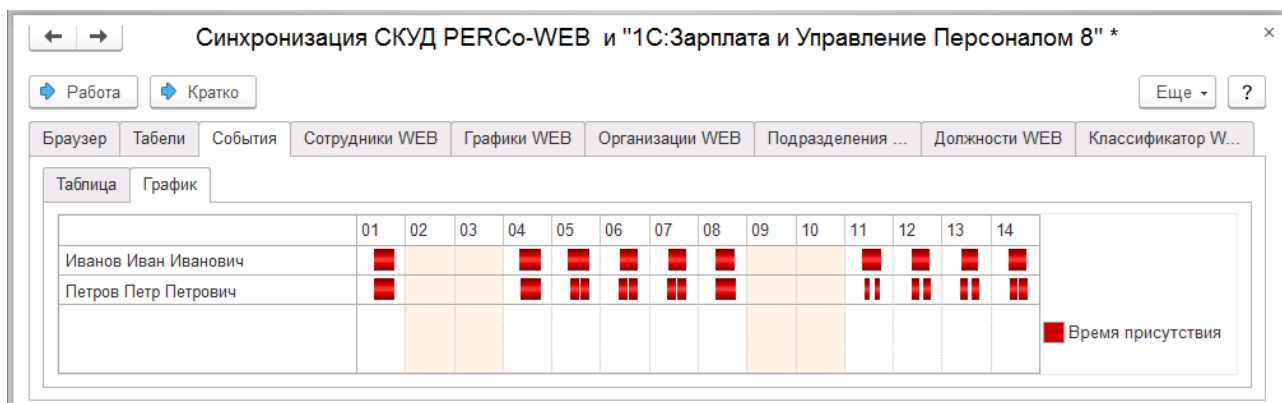 Синхронизация СКУД PERCo-WEB и "1С:Зарплата и Управление Персоналом 8" *
Работа Кратко Еще ?
Браузер Табели События Сотрудники WEB Графики WEB Организации WEB Подразделения ... Должности WEB Классификатор W...
Таблица График
01 02 03 04 05 06 07 08 09 10 11 12 13 14
Иванов Иван Иванович
Петров Петр Петрович
Время присутствия